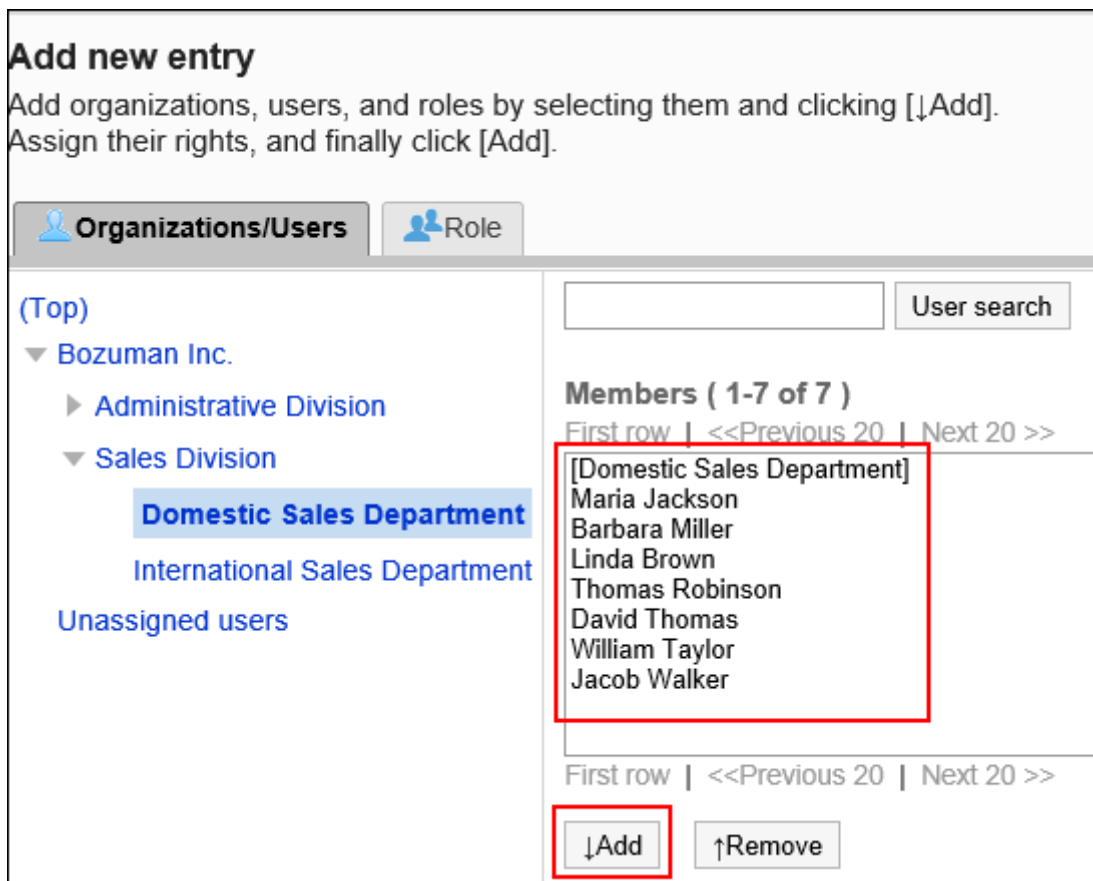 Add new entry
Add organizations, users, and roles by selecting them and clicking [↓Add].
Assign their rights, and finally click [Add].
Organizations/Users
Role
(Top)
Bozuman Inc.
Administrative Division
Sales Division
Domestic Sales Department
International Sales Department
Unassigned users
User search
Members ( 1-7 of 7 )
First row | <<Previous 20 | Next 20 >>
[Domestic Sales Department]
Maria Jackson
Barbara Miller
Linda Brown
Thomas Robinson
David Thomas
William Taylor
Jacob Walker
First row | <<Previous 20 | Next 20 >>
↓Add
↑Remove